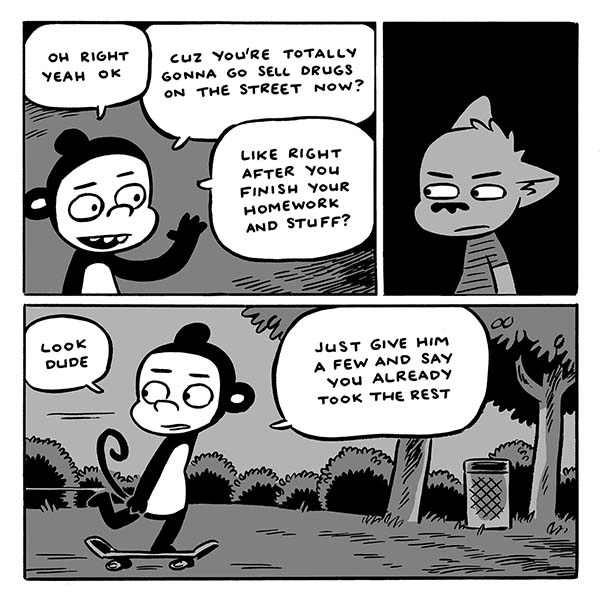 OH RIGHT
YEAH OK
CUZ YOU'RE TOTALLY
GONNA GO SELL DRUGS
ON THE STREET NOW?
LIKE RIGHT
AFTER YOU
FINISH YOUR
HOMEWORK
AND STUFF?
LOOK
DUDE
JUST GIVE HIM
A FEW AND SAY
YOU ALREADY
TOOK THE REST